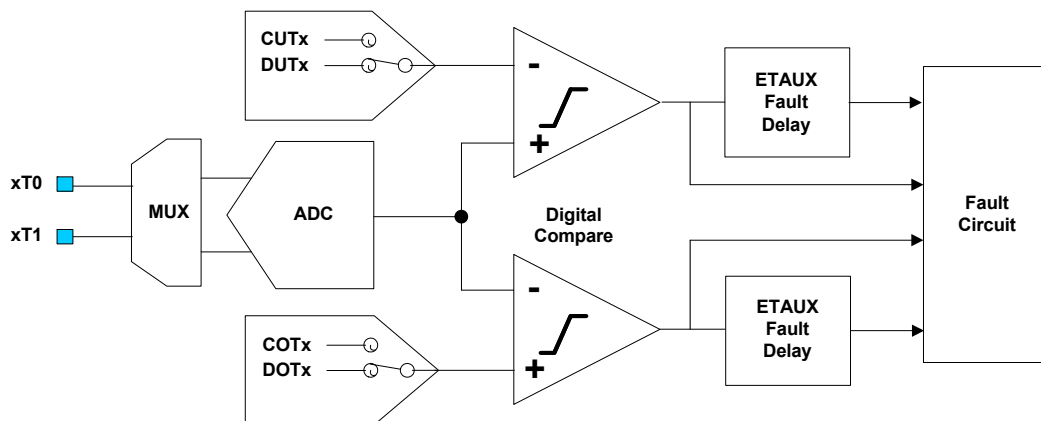 CUTx
DUTx
-
+
ETAUX
Fault
Delay
xT0
xT1
MUX
ADC
Digital
Compare
Fault
Circuit
-
+
ETAUX
Fault
Delay
COTx
DOTx